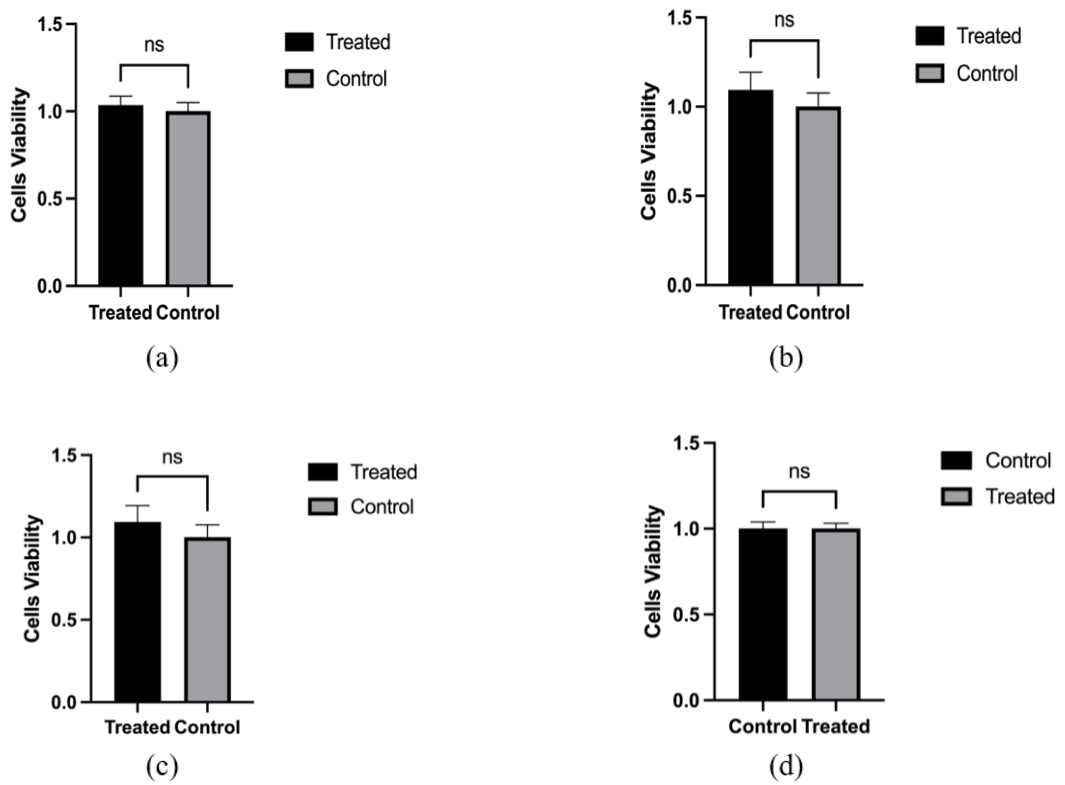 1.5
ns
Treated
Control
1.0
Cells Viability
0.5
0.0
Treated Control
(a)
1.5
ns
Treated
Control
1.0
Cells Viability
0.5
0.0
Treated Control
(b)
1.5
ns
Treated
Control
1.0
Cells Viability
0.5
0.0
Treated Control
(c)
1.5
ns
Control
Treated
1.0
Cells Viability
0.5
0.0
Control Treated
(d)